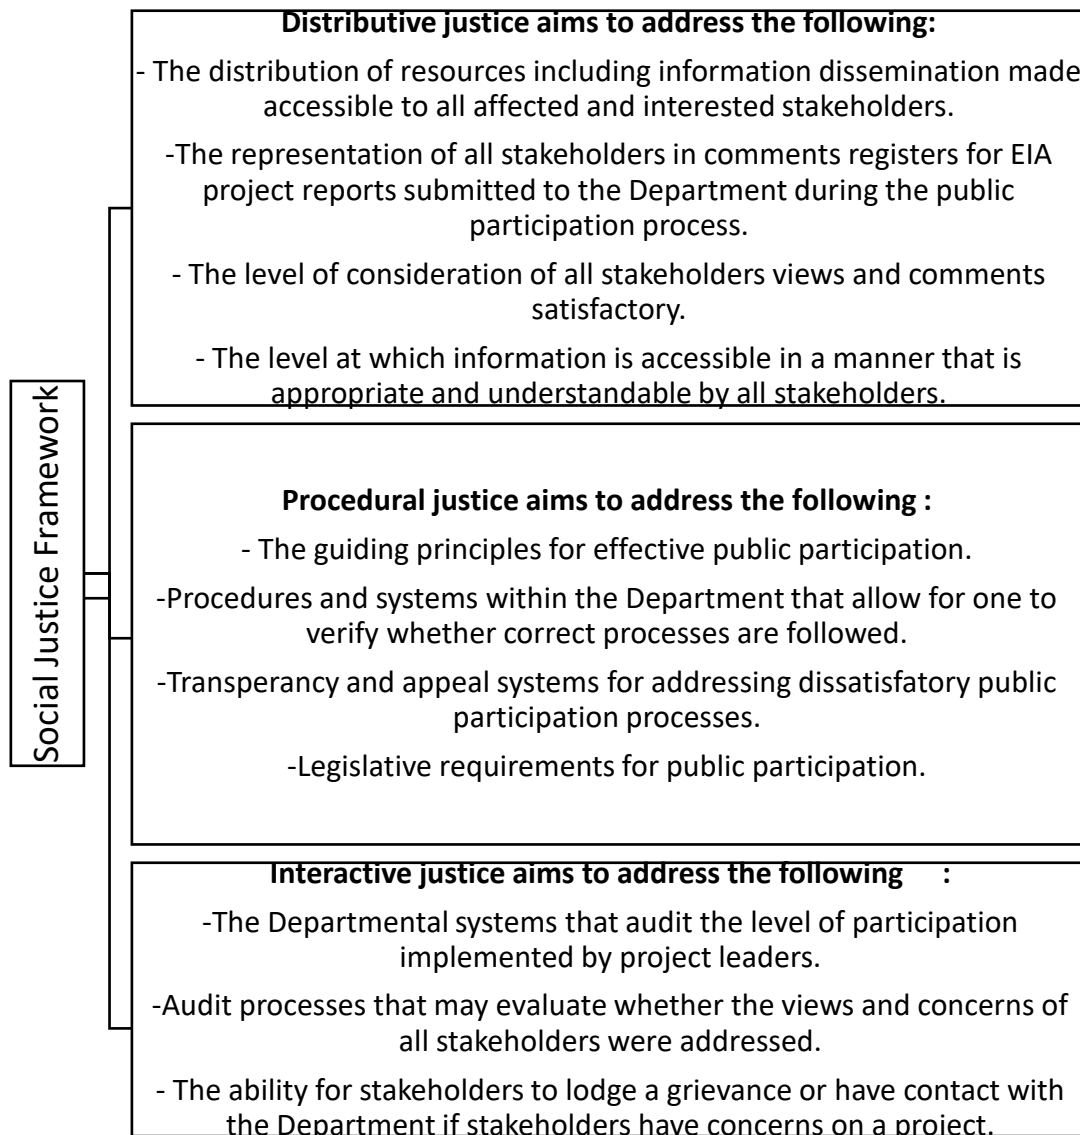 Social Justice Framework
Distributive justice aims to address the following:
- The distribution of resources including information dissemination made
accessible to all affected and interested stakeholders.
-The representation of all stakeholders in comments registers for EIA
project reports submitted to the Department during the public
participation process.
- The level of consideration of all stakeholders views and comments
satisfactory.
- The level at which information is accessible in a manner that is
appropriate and understandable by all stakeholders.
Procedural justice aims to address the following :
- The guiding principles for effective public participation.
-Procedures and systems within the Department that allow for one to
verify whether correct processes are followed.
-Transperancy and appeal systems for addressing dissatisfatory public
participation processes.
-Legislative requirements for public participation.
Interactive justice aims to address the following :
-The Departmental systems that audit the level of participation
implemented by project leaders.
-Audit processes that may evaluate whether the views and concerns of
all stakeholders were addressed.
- The ability for stakeholders to lodge a grievance or have contact with
the Department if stakeholders have concerns on a project.